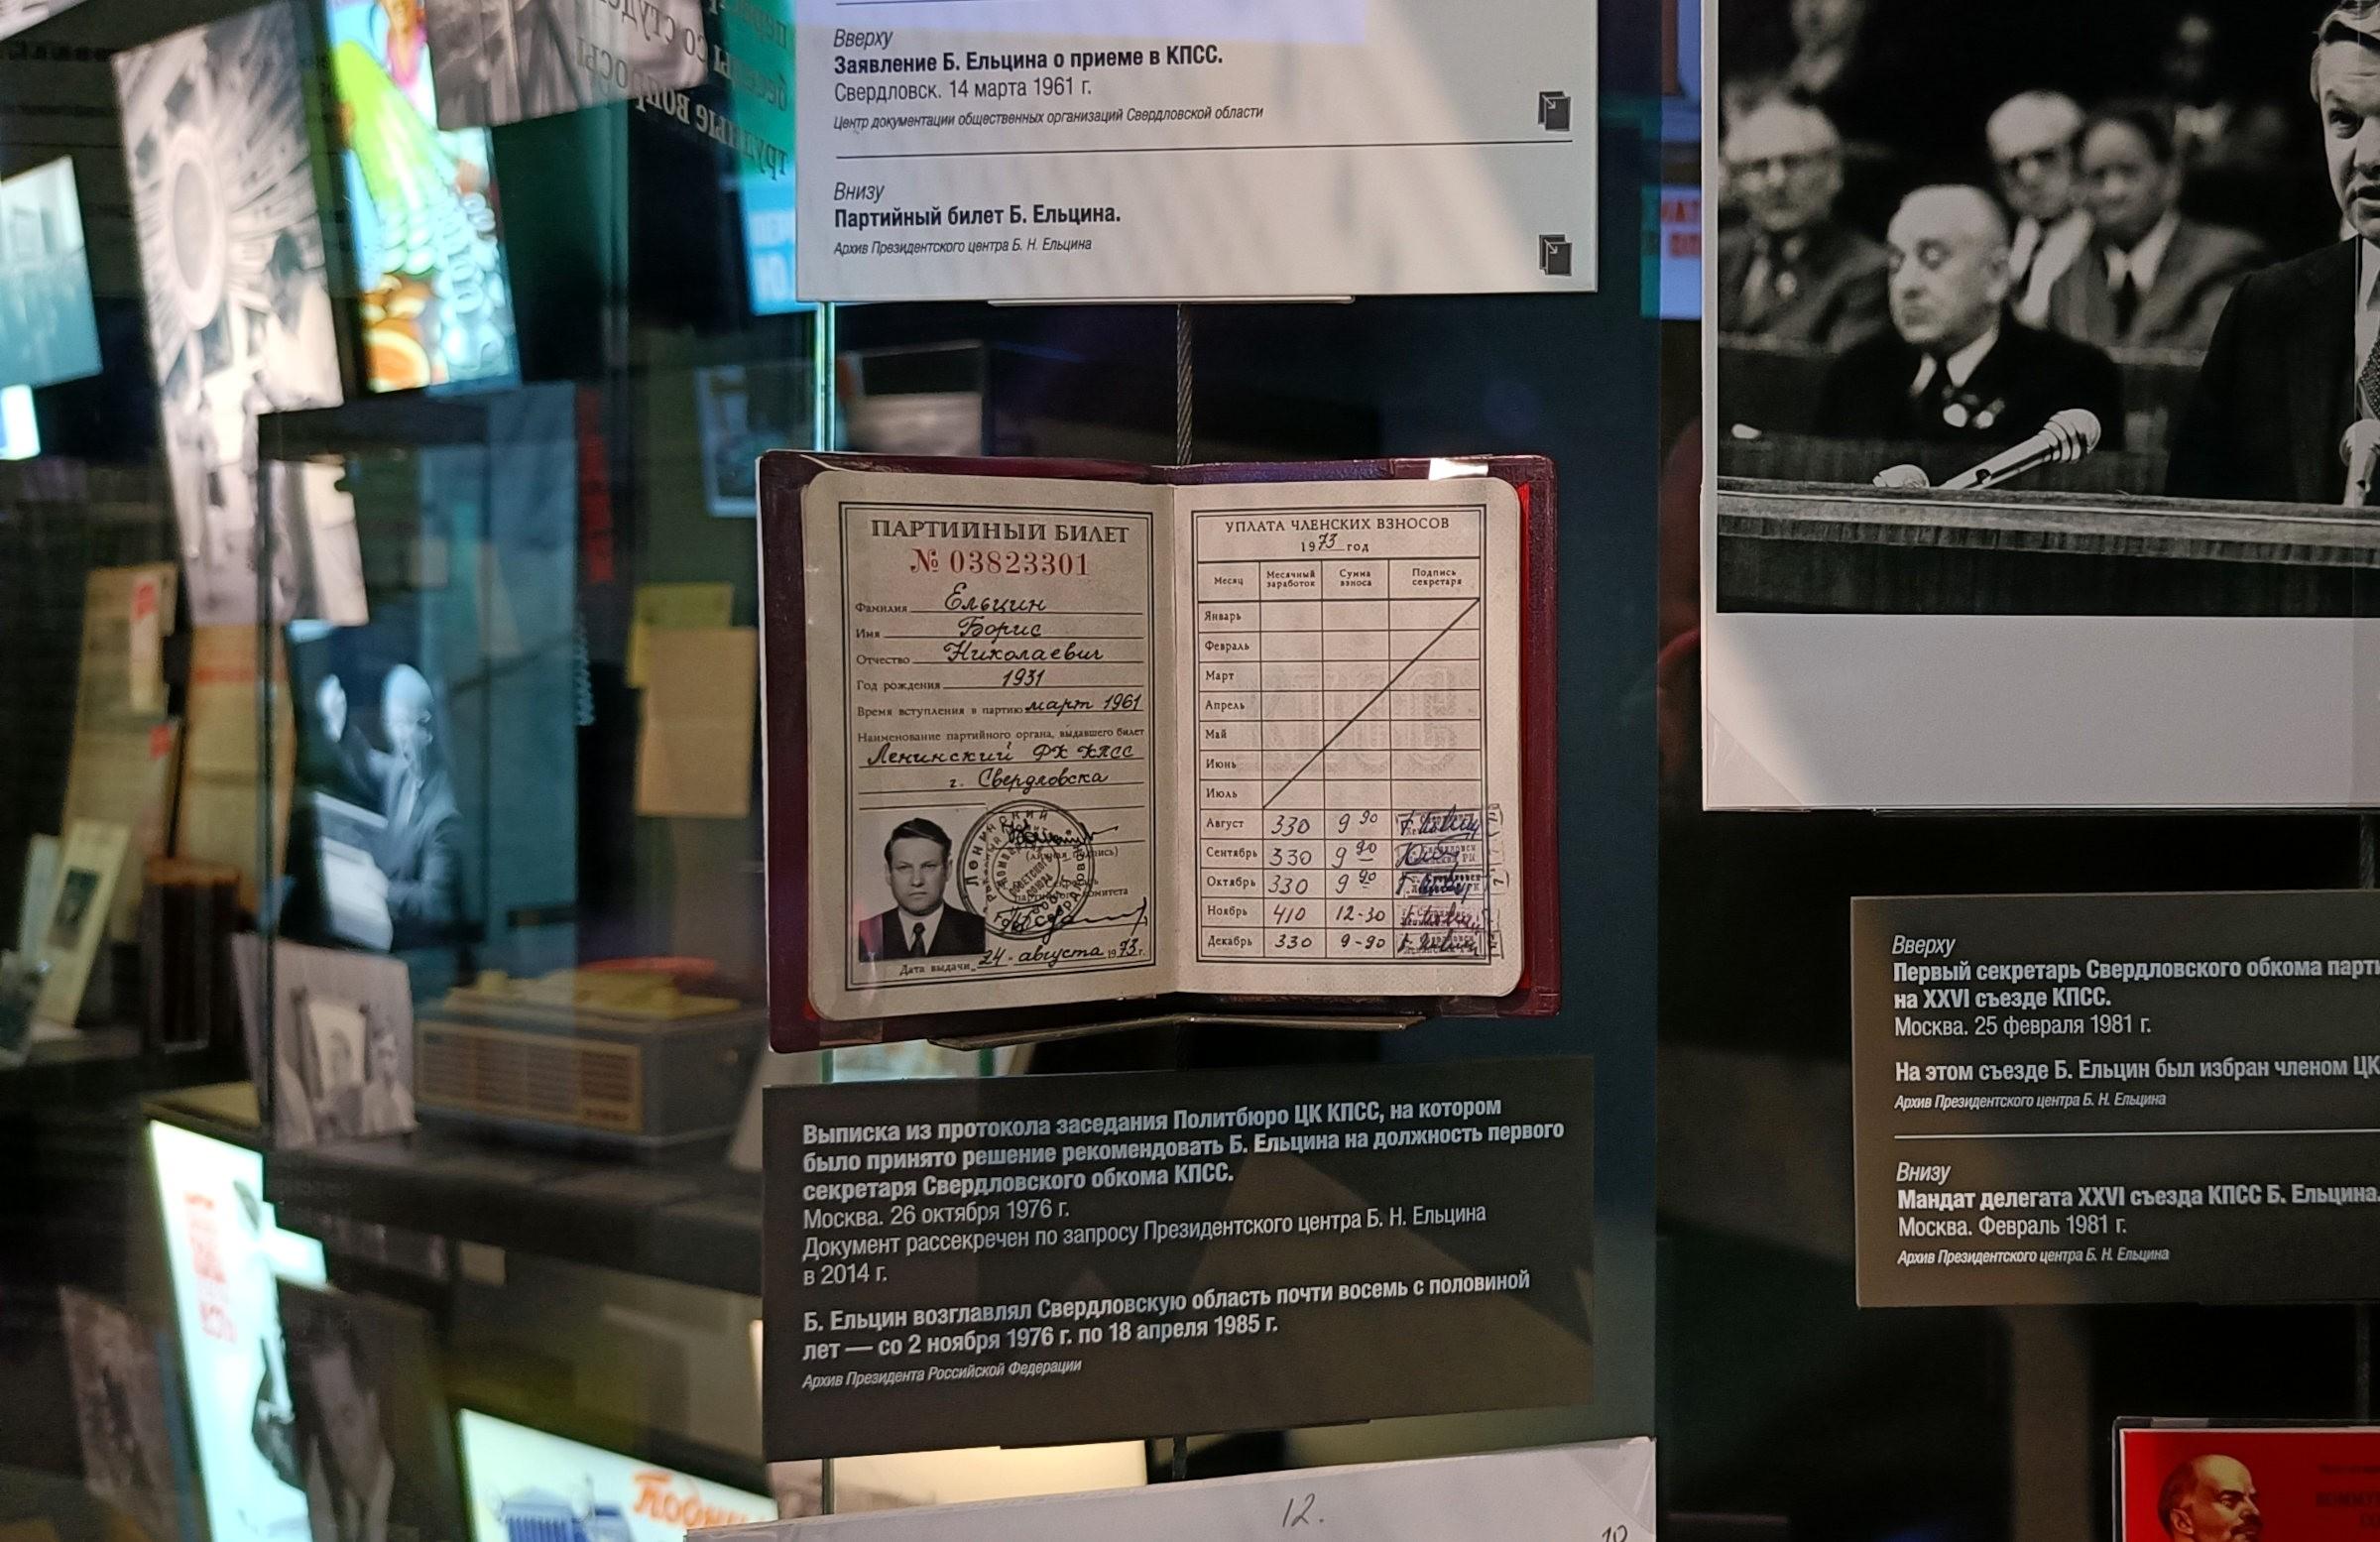 Вверху
Заявление Б. Ельцина о приеме в КПСС.
Свердловск. 14 марта 1961 г.
Центр документации общественных организаций Свердловской области
Внизу
Партийный билет Б. Ельцина.
Архив Президентского центра Б. Н. Ельцина
ПАРТИЙНЫЙ БИЛЕТ
№ 03823301
Фамилия Ельцин
Имя Борис
Отчество Николаевич
Год рождения 1931
Время вступления в партию март 1961
Наименование партийного органа, выдавшего билет
Ленинский РК КПСС
г. Свердловска
Дата выдачи „24“ августа 1973 г.
УПЛАТА ЧЛЕНСКИХ ВЗНОСОВ
1973 год
Месяц Месячный заработок Сумма взноса Подпись секретаря
Январь
Февраль
Март
Апрель
Май
Июнь
Июль
Август 330 9 90
Сентябрь 330 9 90
Октябрь 330 9 90
Ноябрь 410 12-30
Декабрь 330 9-90
Выписка из протокола заседания Политбюро ЦК КПСС, на котором
было принято решение рекомендовать Б. Ельцина на должность первого
секретаря Свердловского обкома КПСС.
Москва. 26 октября 1976 г.
Документ рассекречен по запросу Президентского центра Б. Н. Ельцина
в 2014 г.
Б. Ельцин возглавлял Свердловскую область почти восемь с половиной
лет — со 2 ноября 1976 г. по 18 апреля 1985 г.
Архив Президента Российской Федерации
12.
Вверху
Первый секретарь Свердловского обкома парт
на XXVI съезде КПСС.
Москва. 25 февраля 1981 г.
На этом съезде Б. Ельцин был избран членом ЦК
Архив Президентского центра Б. Н. Ельцина
Внизу
Мандат делегата XXVI съезда КПСС Б. Ельцина.
Москва. Февраль 1981 г.
Архив Президентского центра Б. Н. Ельцина